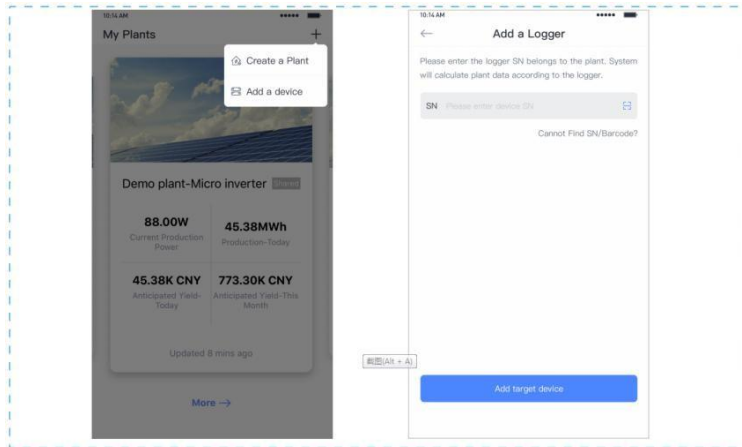 10:14 AM
My Plants
Create a Plant
Add a device
Demo plant-Micro inverter Shared
88.00W
Current Production
Power
45.38MWh
Production-Today
45.38K CNY
Anticipated Yield-
Today
773.30K CNY
Anticipated Yield-This
Month
Updated 8 mins ago
More →
10:14 AM
Add a Logger
Please enter the logger SN belongs to the plant. System
will calculate plant data according to the logger.
SN Please enter device SN
Cannot Find SN/Barcode?
截图(Alt + A)
Add target device